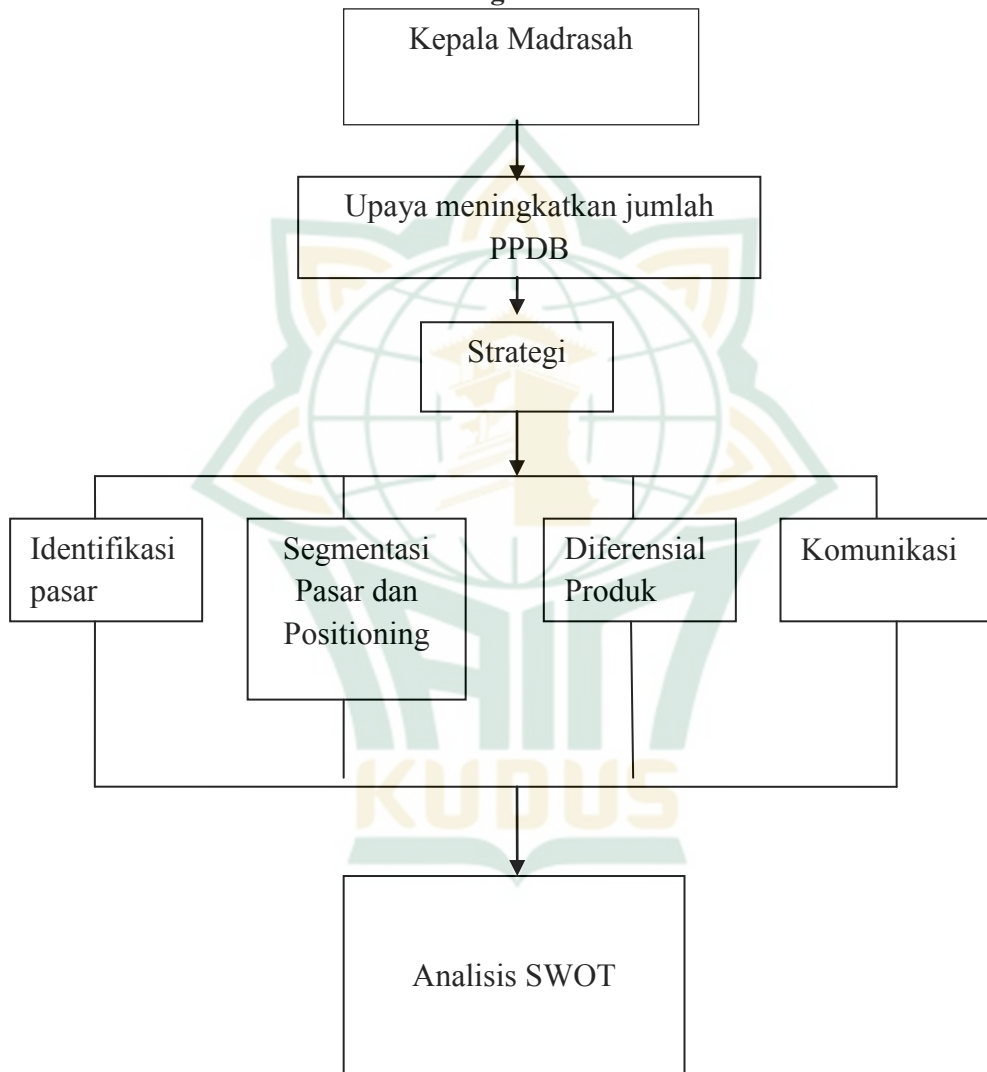 Kepala Madrasah
Upaya meningkatkan jumlah
PPDB
Strategi
Identifikasi
pasar
Segmentasi
Pasar dan
Positioning
Diferensial
Produk
Komunikasi
IAIN
KUDUS
Analisis SWOT